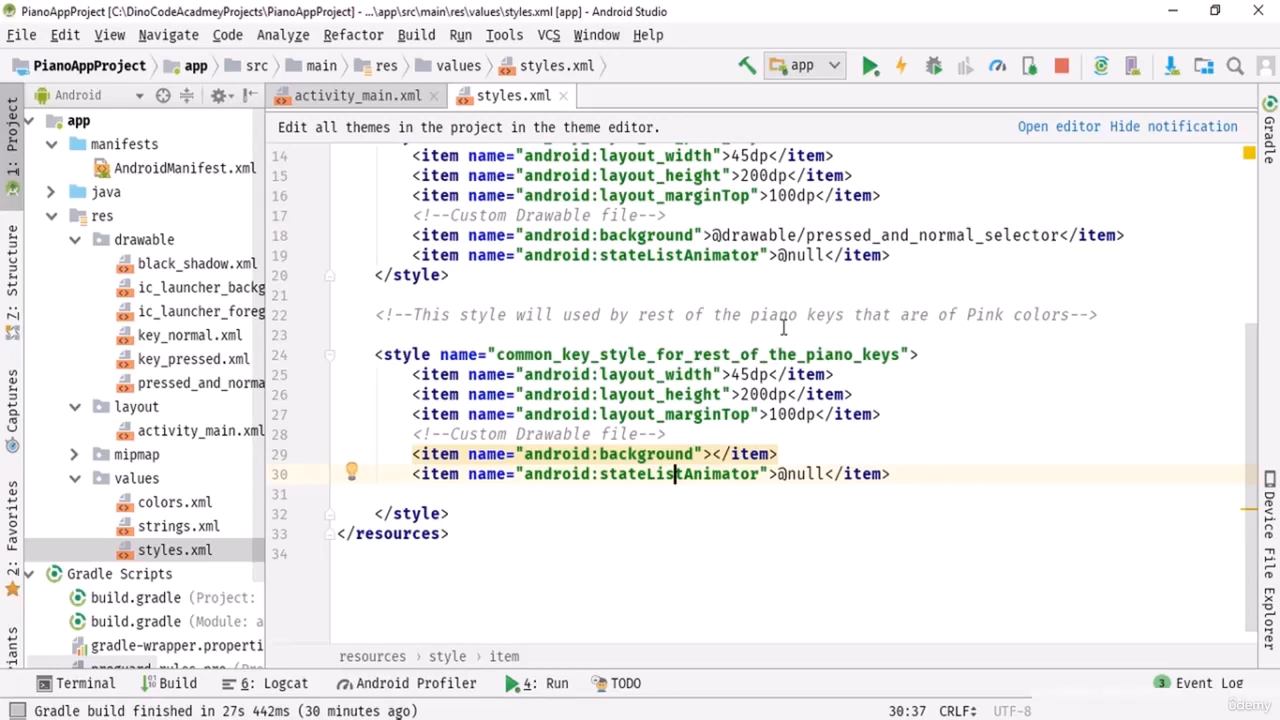 PianoAppProject [C:\DinoCodeAcadmeyProjects\PianoAppProject] - ...\app\src\main\res\values\styles.xml [app] - Android Studio
File Edit View Navigate Code Analyze Refactor Build Run Tools VCS Window Help
PianoAppProject app src main res values styles.xml app
Android activity_main.xml styles.xml
Edit all themes in the project in the theme editor. Open editor Hide notification
1: Project
Z: Structure
Captures
2: Favorites
iants
app
manifests
AndroidManifest.xml
java
res
drawable
black_shadow.xml
ic_launcher_backg
ic_launcher_foreg
key_normal.xml
key_pressed.xml
pressed_and_norma
layout
activity_main.xml
mipmap
values
colors.xml
strings.xml
styles.xml
Gradle Scripts
build.gradle (Project:
build.gradle (Module: a
gradle-wrapper.properti
proguard-rules.pro (Pr
14 <item name="android:layout_width">45dp</item>
15 <item name="android:layout_height">200dp</item>
16 <item name="android:layout_marginTop">100dp</item>
17 <!--Custom Drawable file-->
18 <item name="android:background">@drawable/pressed_and_normal_selector</item>
19 <item name="android:stateListAnimator">@null</item>
20 </style>
21
22 <!--This style will used by rest of the piano keys that are of Pink colors-->
23
24 <style name="common_key_style_for_rest_of_the_piano_keys">
25 <item name="android:layout_width">45dp</item>
26 <item name="android:layout_height">200dp</item>
27 <item name="android:layout_marginTop">100dp</item>
28 <!--Custom Drawable file-->
29 <item name="android:background"></item>
30 <item name="android:stateListAnimator">@null</item>
31
32 </style>
33 </resources>
34
resources › style › item
Gradle
Device File Explorer
Terminal Build 6: Logcat Android Profiler 4: Run TODO 3 Event Log
Gradle build finished in 27s 442ms (30 minutes ago) 30:37 CRLF UTF-8
ûdemy